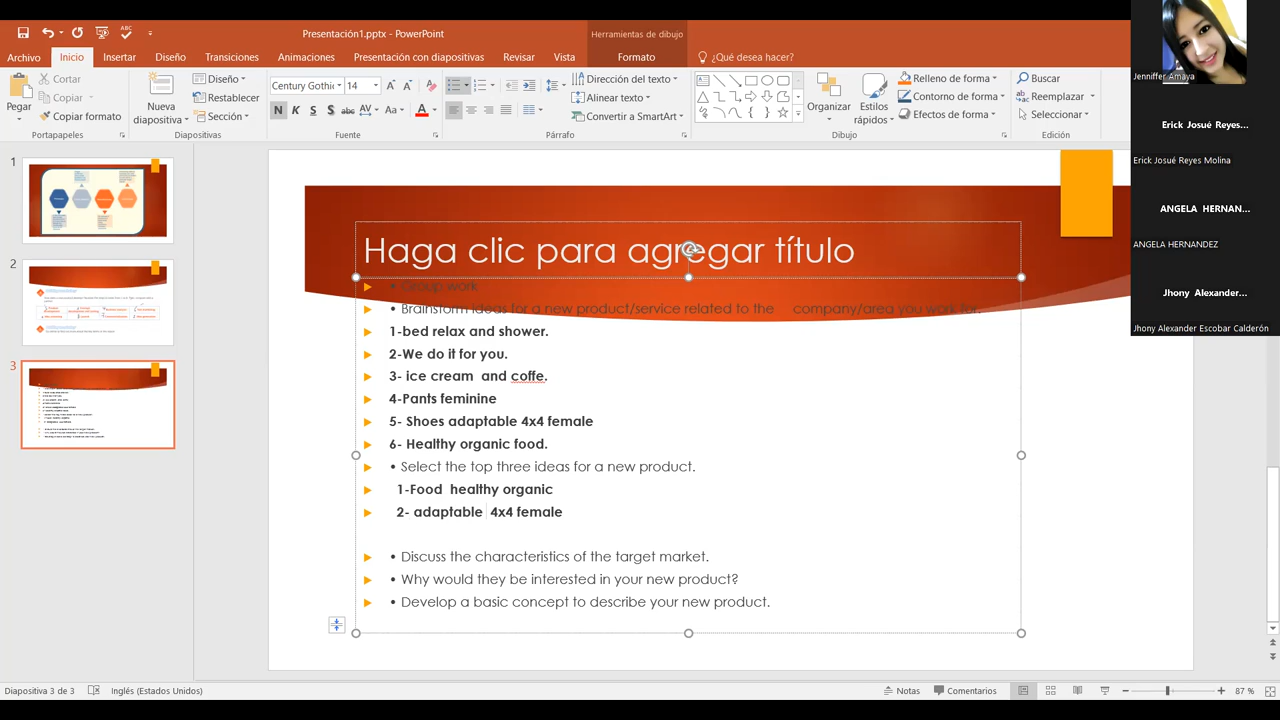 Presentación1.pptx - PowerPoint
Herramientas de dibujo
Archivo
Inicio
Insertar
Diseño
Transiciones
Animaciones
Presentación con diapositivas
Revisar
Vista
Formato
¿Qué desea hacer?
Pegar
Cortar
Copiar
Copiar formato
Portapapeles
Nueva diapositiva
Diseño
Restablecer
Sección
Diapositivas
Century Gothic
14
N K S S abc AV Aa A
Fuente
Dirección del texto
Alinear texto
Convertir a SmartArt
Párrafo
Organizar
Estilos rápidos
Relleno de forma
Contorno de forma
Efectos de forma
Dibujo
Buscar
Reemplazar
Seleccionar
Edición
1
2
3
Haga clic para agregar título
• Group work
• Brainstorm ideas for a new product/service related to the company/area you work for.
1-bed relax and shower.
2-We do it for you.
3- ice cream and coffe.
4-Pants feminine
5- Shoes adaptable 4x4 female
6- Healthy organic food.
• Select the top three ideas for a new product.
1-Food healthy organic
2- adaptable 4x4 female
• Discuss the characteristics of the target market.
• Why would they be interested in your new product?
• Develop a basic concept to describe your new product.
Jenniffer Amaya
Erick Josué Reyes...
Erick Josué Reyes Molina
ANGELA HERNAN...
ANGELA HERNANDEZ
Jhony Alexander...
Jhony Alexander Escobar Calderón
Diapositiva 3 de 3
Inglés (Estados Unidos)
Notas
Comentarios
87 %